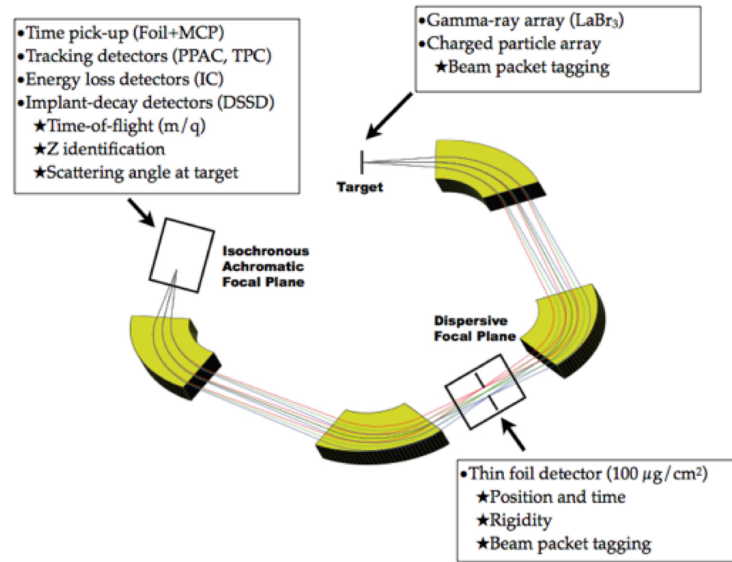 •Time pick-up (Foil+MCP)
•Tracking detectors (PPAC, TPC)
•Energy loss detectors (IC)
•Implant-decay detectors (DSSD)
★Time-of-flight (m/q)
★Z identification
★Scattering angle at target
•Gamma-ray array (LaBr₃)
•Charged particle array
★Beam packet tagging
Target
Isochronous
Achromatic
Focal Plane
Dispersive
Focal Plane
•Thin foil detector (100 μg/cm²)
★Position and time
★Rigidity
★Beam packet tagging